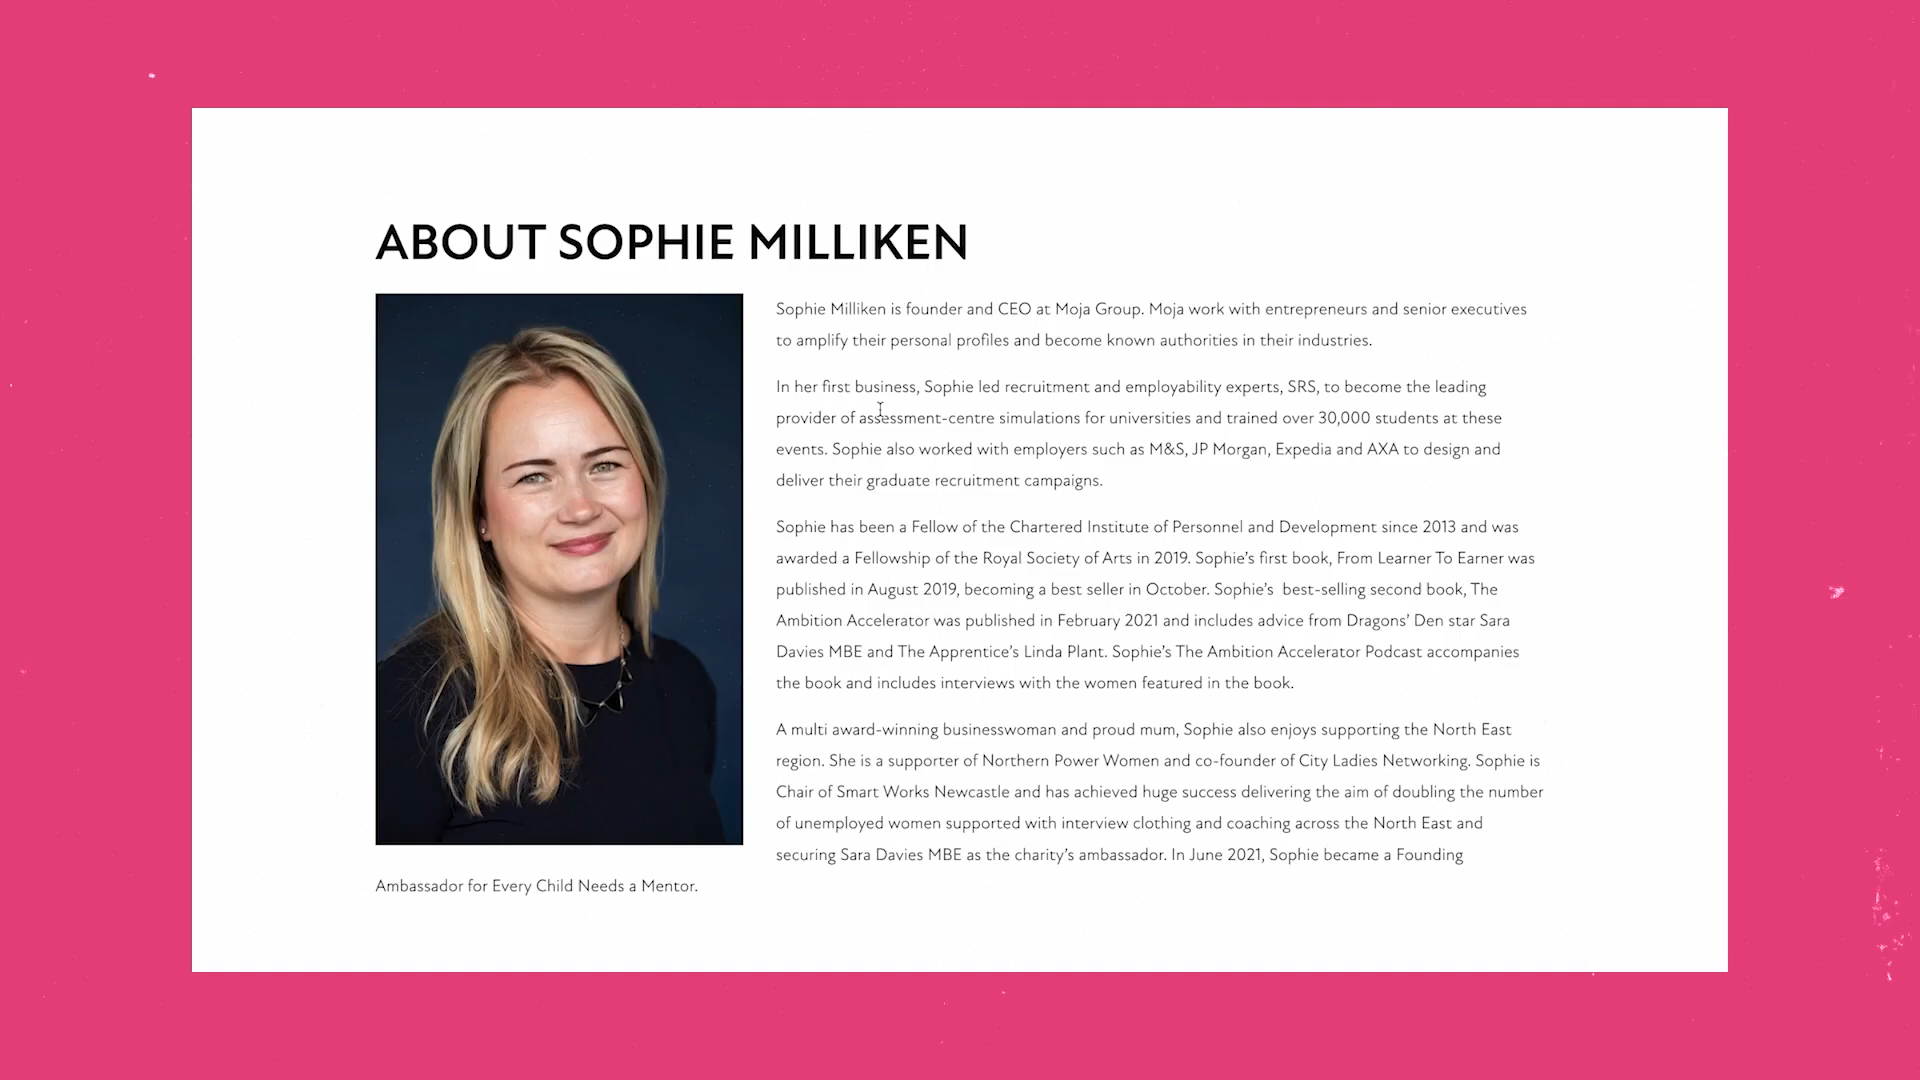 ABOUT SOPHIE MILLIKEN
Sophie Milliken is founder and CEO at Moja Group. Moja work with entrepreneurs and senior executives
to amplify their personal profiles and become known authorities in their industries.
In her first business, Sophie led recruitment and employability experts, SRS, to become the leading
provider of assessment-centre simulations for universities and trained over 30,000 students at these
events. Sophie also worked with employers such as M&S, JP Morgan, Expedia and AXA to design and
deliver their graduate recruitment campaigns.
Sophie has been a Fellow of the Chartered Institute of Personnel and Development since 2013 and was
awarded a Fellowship of the Royal Society of Arts in 2019. Sophie’s first book, From Learner To Earner was
published in August 2019, becoming a best seller in October. Sophie’s  best-selling second book, The
Ambition Accelerator was published in February 2021 and includes advice from Dragons’ Den star Sara
Davies MBE and The Apprentice’s Linda Plant. Sophie’s The Ambition Accelerator Podcast accompanies
the book and includes interviews with the women featured in the book.
A multi award-winning businesswoman and proud mum, Sophie also enjoys supporting the North East
region. She is a supporter of Northern Power Women and co-founder of City Ladies Networking. Sophie is
Chair of Smart Works Newcastle and has achieved huge success delivering the aim of doubling the number
of unemployed women supported with interview clothing and coaching across the North East and
securing Sara Davies MBE as the charity’s ambassador. In June 2021, Sophie became a Founding
Ambassador for Every Child Needs a Mentor.